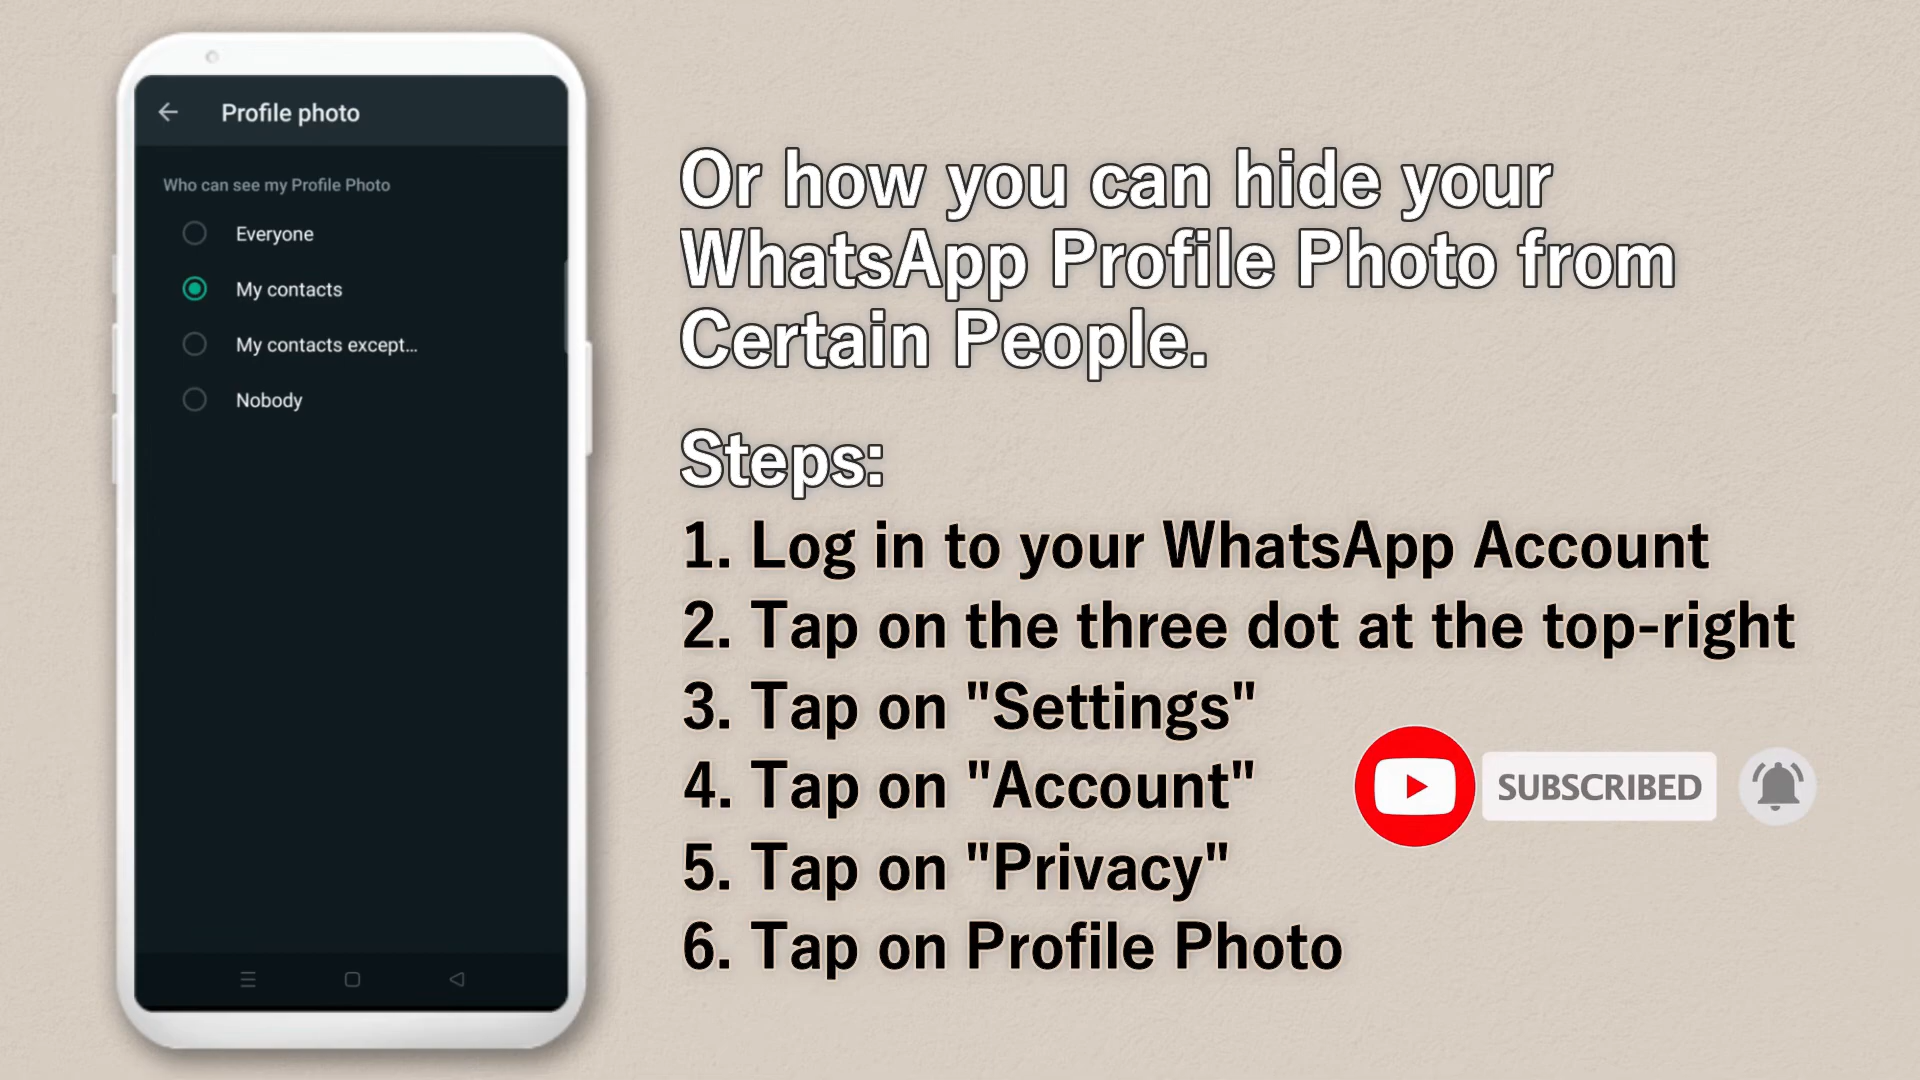 Profile photo
Who can see my Profile Photo
Everyone
My contacts
My contacts except...
Nobody
Or how you can hide your
WhatsApp Profile Photo from
Certain People.
Steps:
1. Log in to your WhatsApp Account
2. Tap on the three dot at the top-right
3. Tap on "Settings"
4. Tap on "Account"
5. Tap on "Privacy"
6. Tap on Profile Photo
SUBSCRIBED